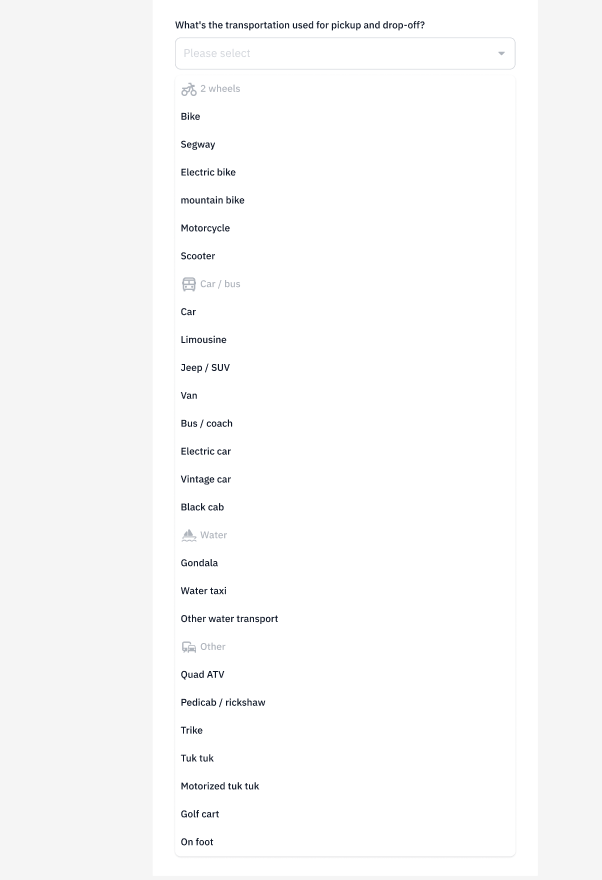 What's the transportation used for pickup and drop-off?
Please select
2 wheels
Bike
Segway
Electric bike
mountain bike
Motorcycle
Scooter
Car / bus
Car
Limousine
Jeep / SUV
Van
Bus / coach
Electric car
Vintage car
Black cab
Water
Gondala
Water taxi
Other water transport
Other
Quad ATV
Pedicab / rickshaw
Trike
Tuk tuk
Motorized tuk tuk
Golf cart
On foot